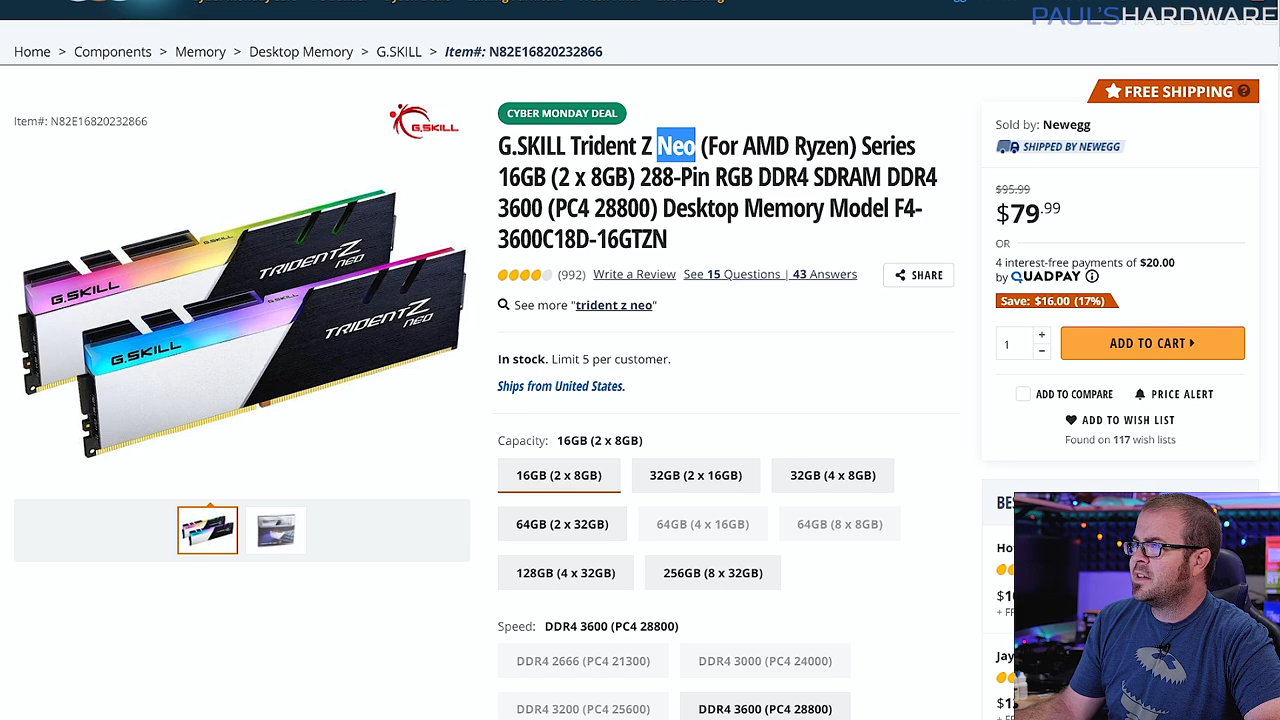 PAUL'SHARDWARE
Home > Components > Memory > Desktop Memory > G.SKILL > Item#: N82E16820232866
FREE SHIPPING ?
Item#: N82E16820232866
G.SKILL
CYBER MONDAY DEAL
G.SKILL Trident Z Neo (For AMD Ryzen) Series
16GB (2 x 8GB) 288-Pin RGB DDR4 SDRAM DDR4
3600 (PC4 28800) Desktop Memory Model F4-
3600C18D-16GTZN
(992) Write a Review See 15 Questions | 43 Answers
SHARE
See more "trident z neo"
In stock. Limit 5 per customer.
Ships from United States.
Capacity: 16GB (2 x 8GB)
16GB (2 x 8GB) 32GB (2 x 16GB) 32GB (4 x 8GB)
64GB (2 x 32GB) 64GB (4 x 16GB) 64GB (8 x 8GB)
128GB (4 x 32GB) 256GB (8 x 32GB)
Speed: DDR4 3600 (PC4 28800)
DDR4 2666 (PC4 21300) DDR4 3000 (PC4 24000)
DDR4 3200 (PC4 25600) DDR4 3600 (PC4 28800)
G.SKILL
TRIDENTZ
NEO
G.SKILL
G.SKILL
TRIDENTZ
NEO
G.SKILL
Sold by: Newegg
SHIPPED BY NEWEGG
$95.99
$79.99
OR
4 interest-free payments of $20.00
by QUADPAY
Save: $16.00 (17%)
1 + −
ADD TO CART
ADD TO COMPARE PRICE ALERT
ADD TO WISH LIST
Found on 117 wish lists